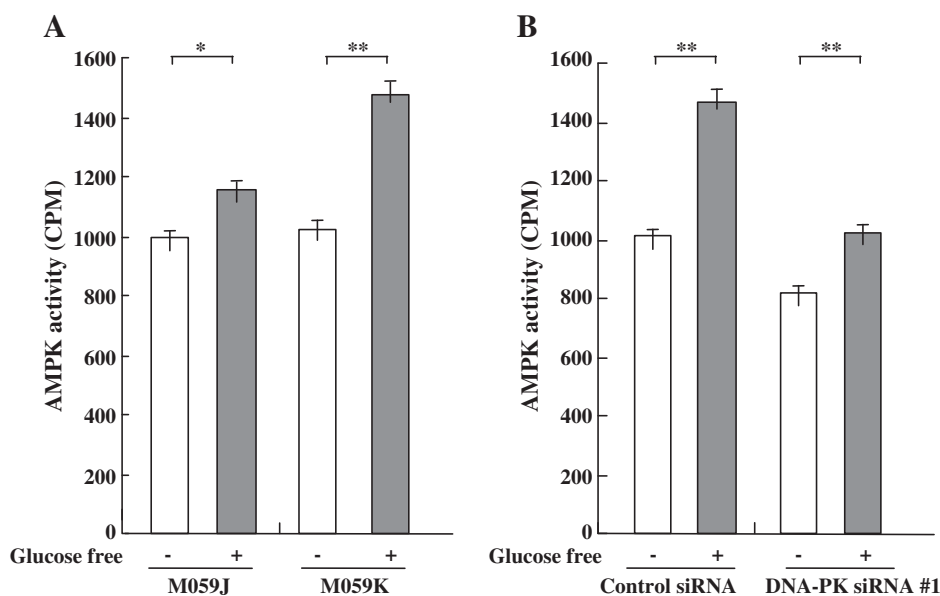 A
AMPK activity (CPM)
1600
1400
1200
1000
800
600
400
200
0
* **
Glucose free - + - +
M059J M059K
B
AMPK activity (CPM)
1600
1400
1200
1000
800
600
400
200
0
** **
Glucose free - + - +
Control siRNA DNA-PK siRNA #1